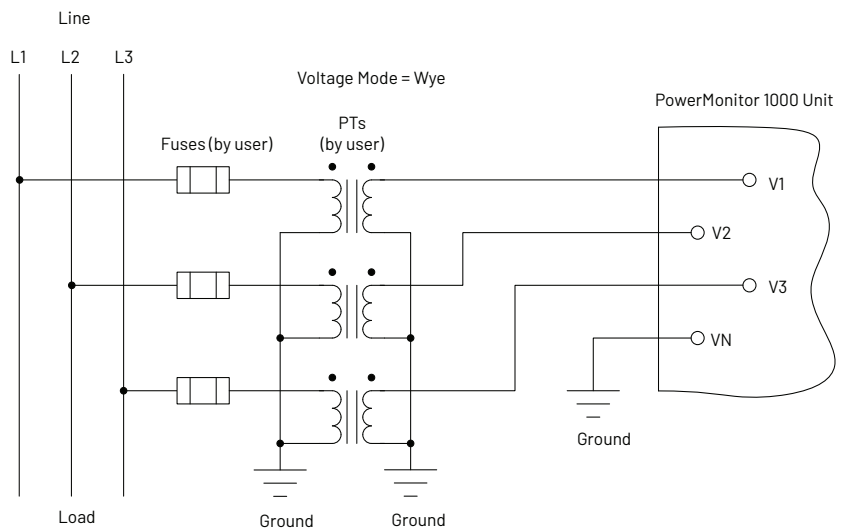 Line
L1
L2
L3
Voltage Mode = Wye
PowerMonitor 1000 Unit
PTs
(by user)
Fuses (by user)
V1
V2
V3
VN
Ground
Load
Ground
Ground